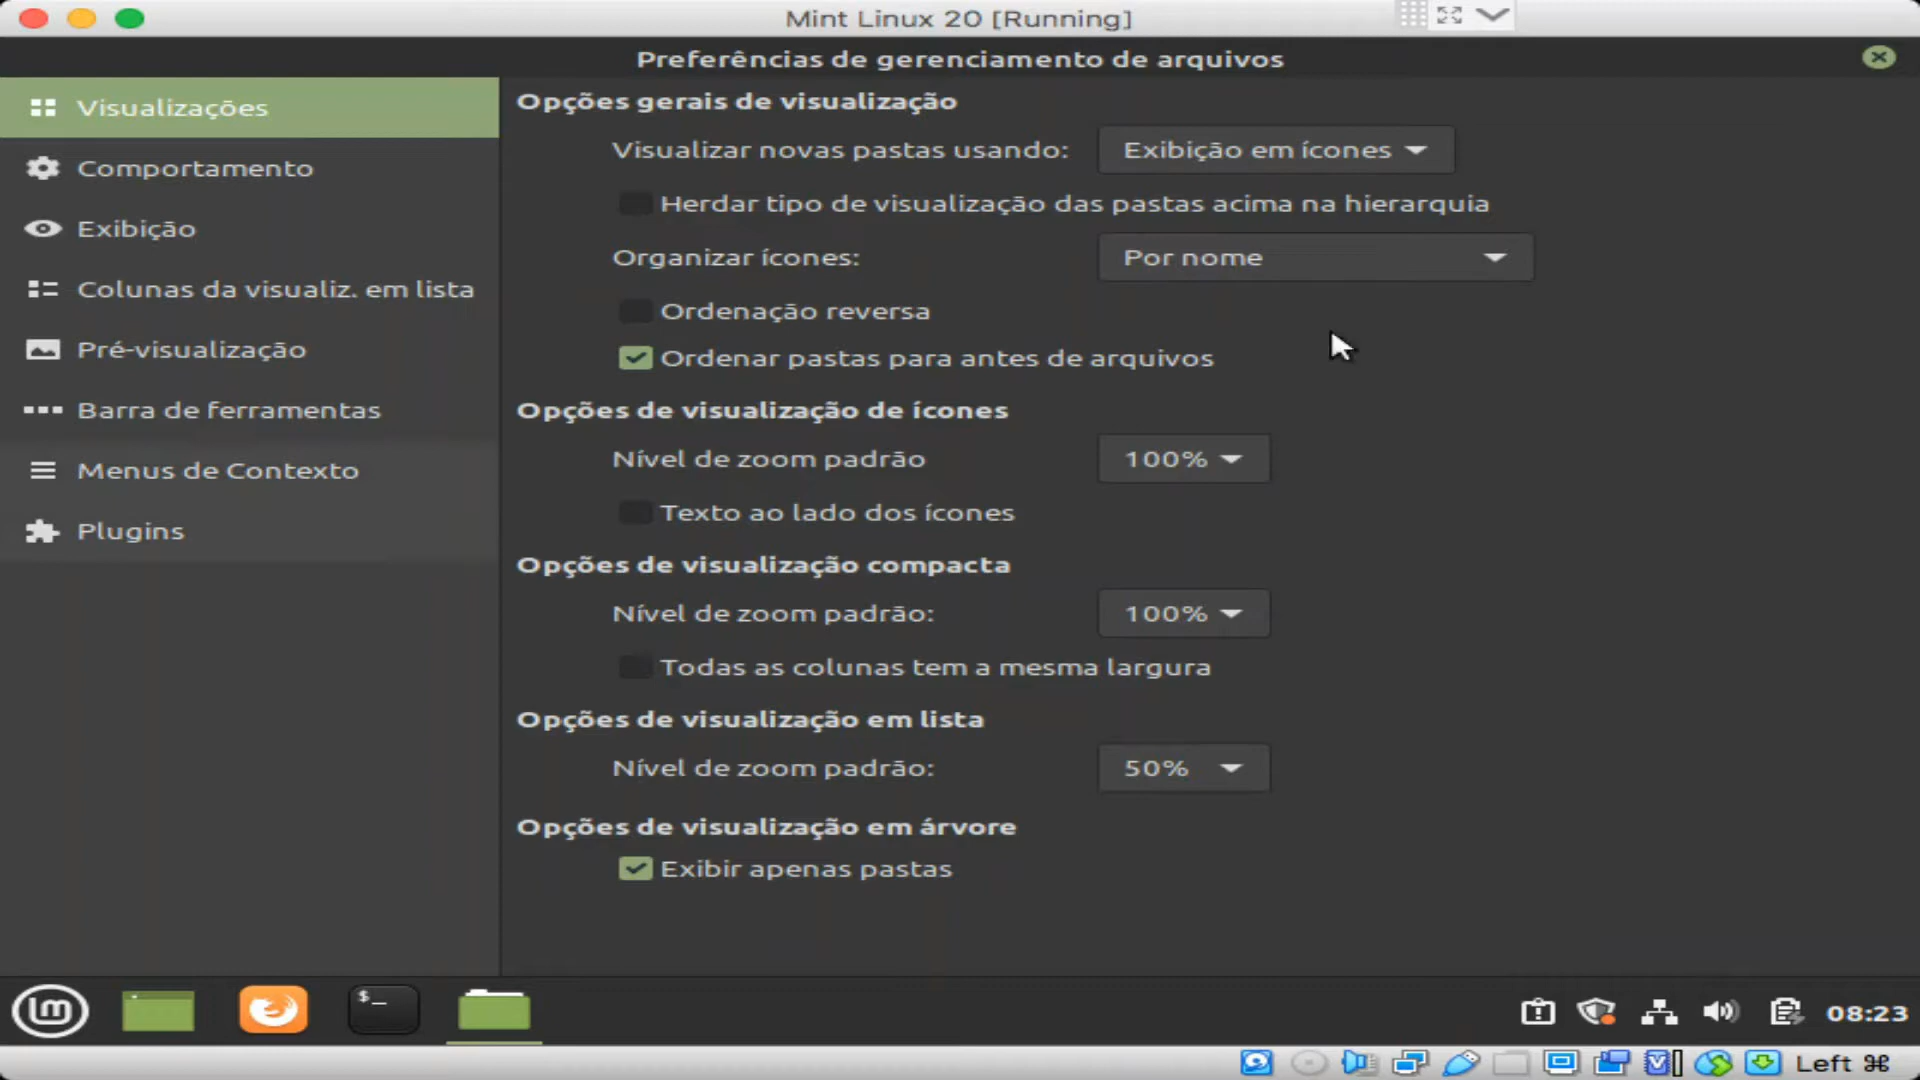 Mint Linux 20 [Running]
Preferências de gerenciamento de arquivos
Visualizações
Comportamento
Exibição
Colunas da visualiz. em lista
Pré-visualização
Barra de ferramentas
Menus de Contexto
Plugins
Opções gerais de visualização
Visualizar novas pastas usando: Exibição em ícones
Herdar tipo de visualização das pastas acima na hierarquia
Organizar ícones: Por nome
Ordenação reversa
Ordenar pastas para antes de arquivos
Opções de visualização de ícones
Nível de zoom padrão 100%
Texto ao lado dos ícones
Opções de visualização compacta
Nível de zoom padrão: 100%
Todas as colunas tem a mesma largura
Opções de visualização em lista
Nível de zoom padrão: 50%
Opções de visualização em árvore
Exibir apenas pastas
$_
08:23
Left ⌘